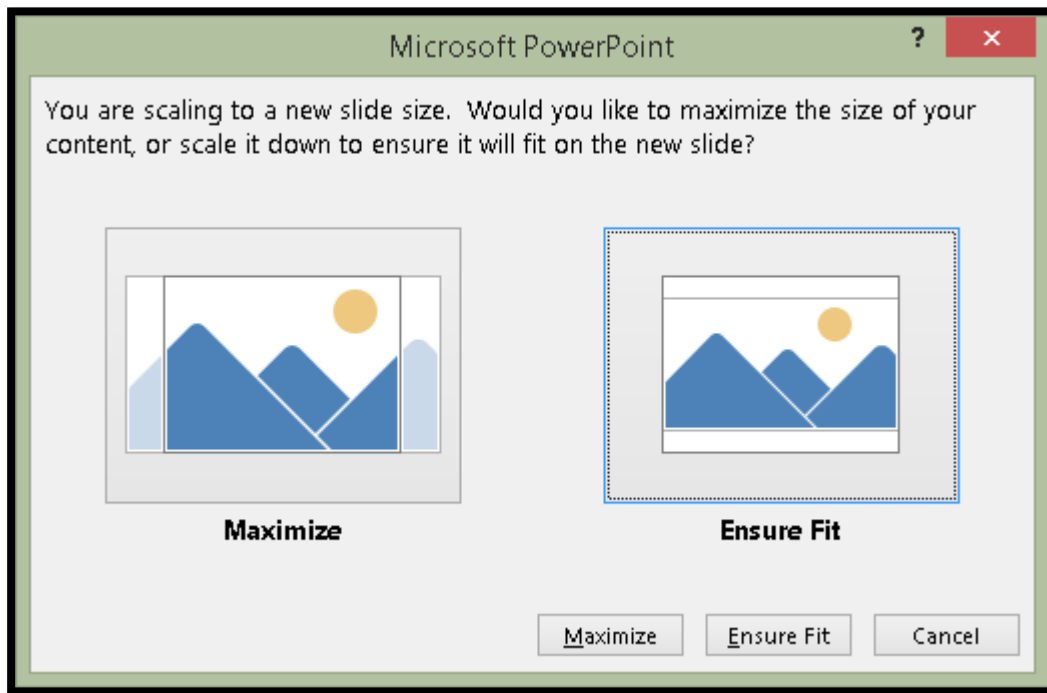 Microsoft PowerPoint
?
You are scaling to a new slide size.  Would you like to maximize the size of your
content, or scale it down to ensure it will fit on the new slide?
Maximize
Ensure Fit
Maximize
Ensure Fit
Cancel